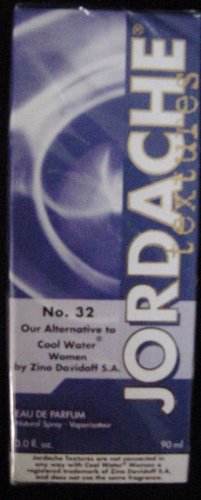 JORDACHE®
textures
No. 32
Our Alternative to
Cool Water®
Women
by Zino Davidoff S.A.
EAU DE PARFUM
Natural Spray - Vaporisateur
3.0 fl. oz. 90 ml
Jordache Textures are not connected in
any way with Cool Water® Women a
registered trademark of Zino Davidoff S.A.
and does not use the same fragrance.